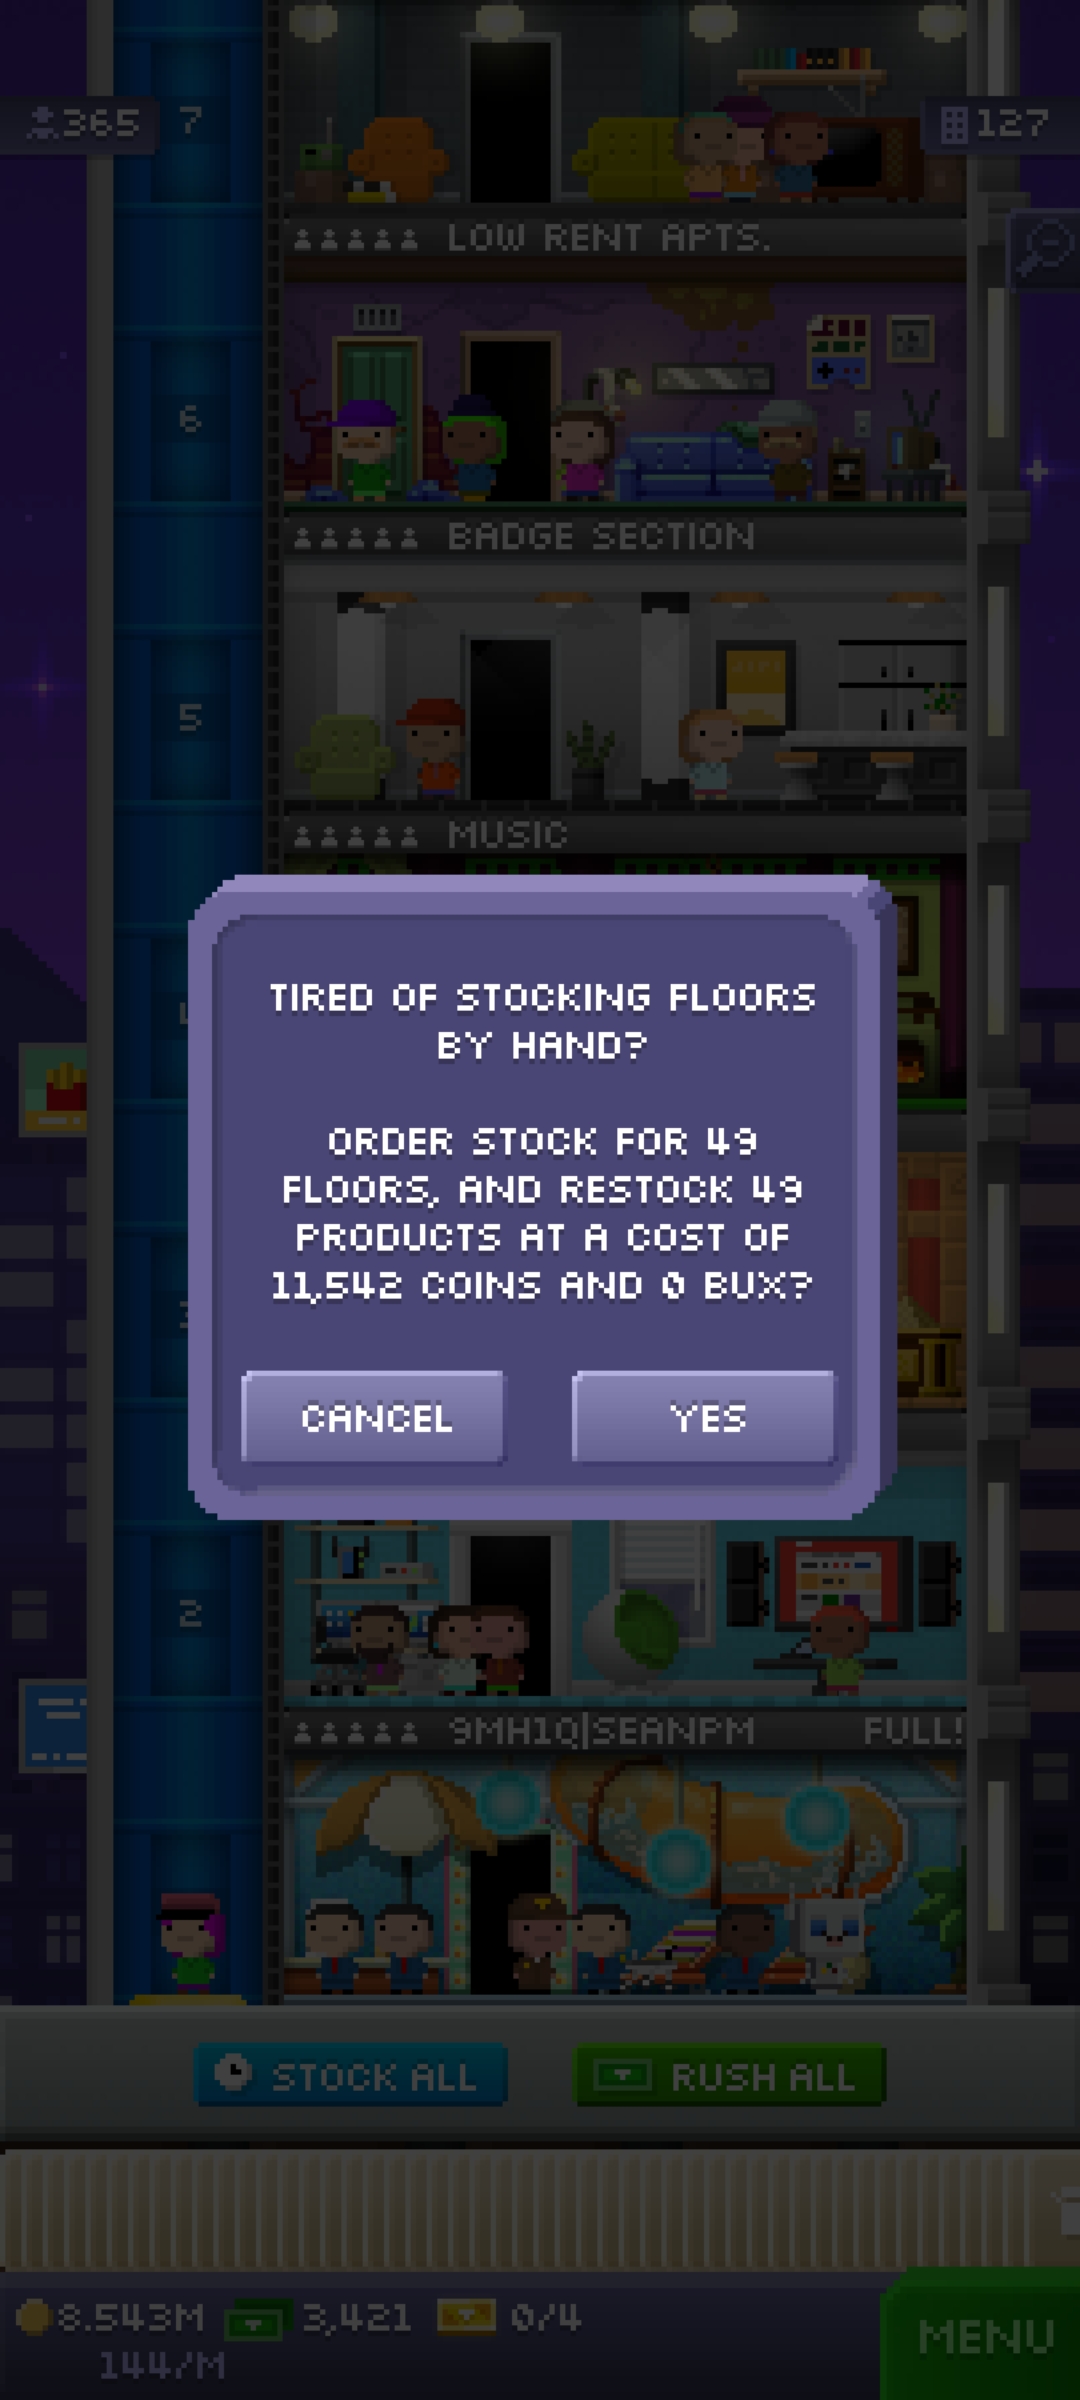 365
7
127
LOW RENT APTS.
6
BADGE SECTION
5
MUSIC
TIRED OF STOCKING FLOORS
BY HAND?
ORDER STOCK FOR 49
FLOORS, AND RESTOCK 49
PRODUCTS AT A COST OF
11,542 COINS AND 0 BUX?
CANCEL
YES
2
9MH1Q|SEANPM
FULL!
STOCK ALL
RUSH ALL
8.543M
3,421
0/4
144/M
MENU